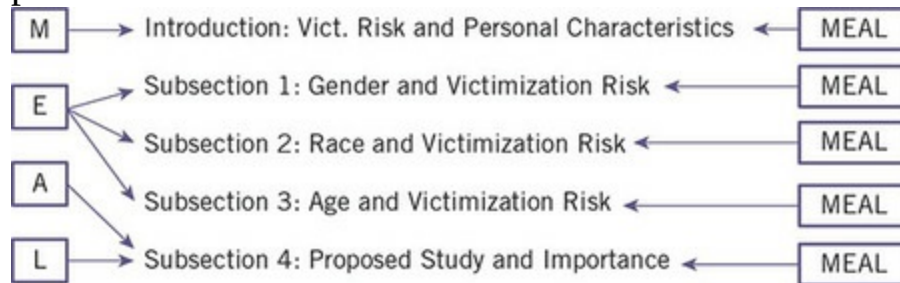 M Introduction: Vict. Risk and Personal Characteristics MEAL
Subsection 1: Gender and Victimization Risk MEAL
E
Subsection 2: Race and Victimization Risk MEAL
A
Subsection 3: Age and Victimization Risk MEAL
L Subsection 4: Proposed Study and Importance MEAL